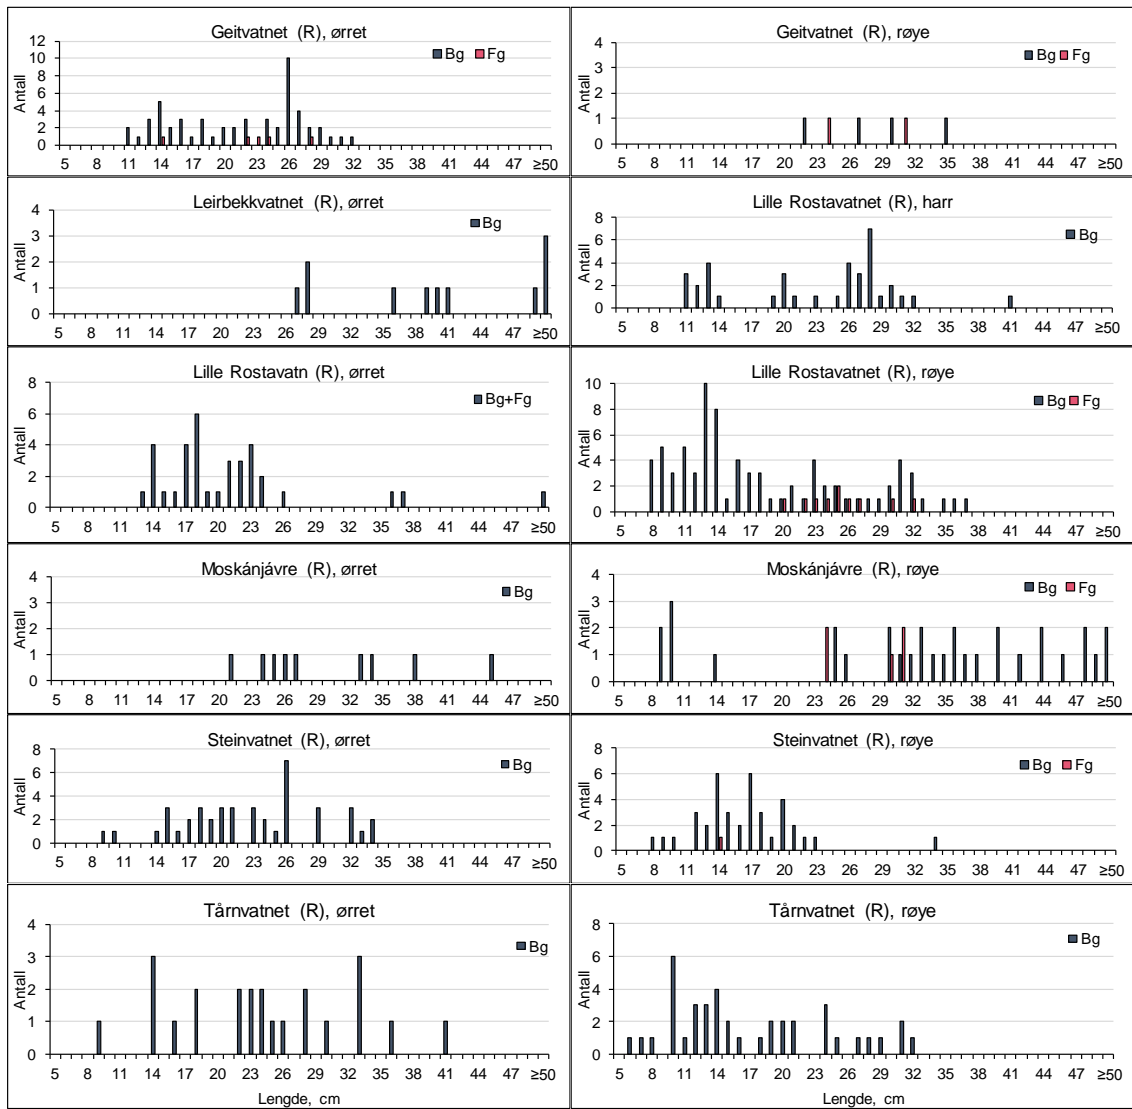 Geitvatnet (R), ørret
Bg Fg
Antall
12
10
8
6
4
2
0
5 8 11 14 17 20 23 26 29 32 35 38 41 44 47 ≥50
Geitvatnet (R), røye
Bg Fg
Antall
4
3
2
1
0
5 8 11 14 17 20 23 26 29 32 35 38 41 44 47 ≥50
Leirbekkvatnet (R), ørret
Bg
Antall
4
3
2
1
0
5 8 11 14 17 20 23 26 29 32 35 38 41 44 47 ≥50
Lille Rostavatnet (R), harr
Bg
Antall
8
6
4
2
0
5 8 11 14 17 20 23 26 29 32 35 38 41 44 47 ≥50
Lille Rostavatn (R), ørret
Bg+Fg
Antall
8
6
4
2
0
5 8 11 14 17 20 23 26 29 32 35 38 41 44 47 ≥50
Lille Rostavatnet (R), røye
Bg Fg
Antall
10
8
6
4
2
0
5 8 11 14 17 20 23 26 29 32 35 38 41 44 47 ≥50
Moskánjávre (R), ørret
Bg
Antall
4
3
2
1
0
5 8 11 14 17 20 23 26 29 32 35 38 41 44 47 ≥50
Moskánjávre (R), røye
Bg Fg
Antall
4
3
2
1
0
5 8 11 14 17 20 23 26 29 32 35 38 41 44 47 ≥50
Steinvatnet (R), ørret
Bg
Antall
8
6
4
2
0
5 8 11 14 17 20 23 26 29 32 35 38 41 44 47 ≥50
Steinvatnet (R), røye
Bg Fg
Antall
8
6
4
2
0
5 8 11 14 17 20 23 26 29 32 35 38 41 44 47 ≥50
Tårnvatnet (R), ørret
Bg
Antall
4
3
2
1
0
5 8 11 14 17 20 23 26 29 32 35 38 41 44 47 ≥50
Lengde, cm
Tårnvatnet (R), røye
Bg
Antall
8
6
4
2
0
5 8 11 14 17 20 23 26 29 32 35 38 41 44 47 ≥50
Lengde, cm